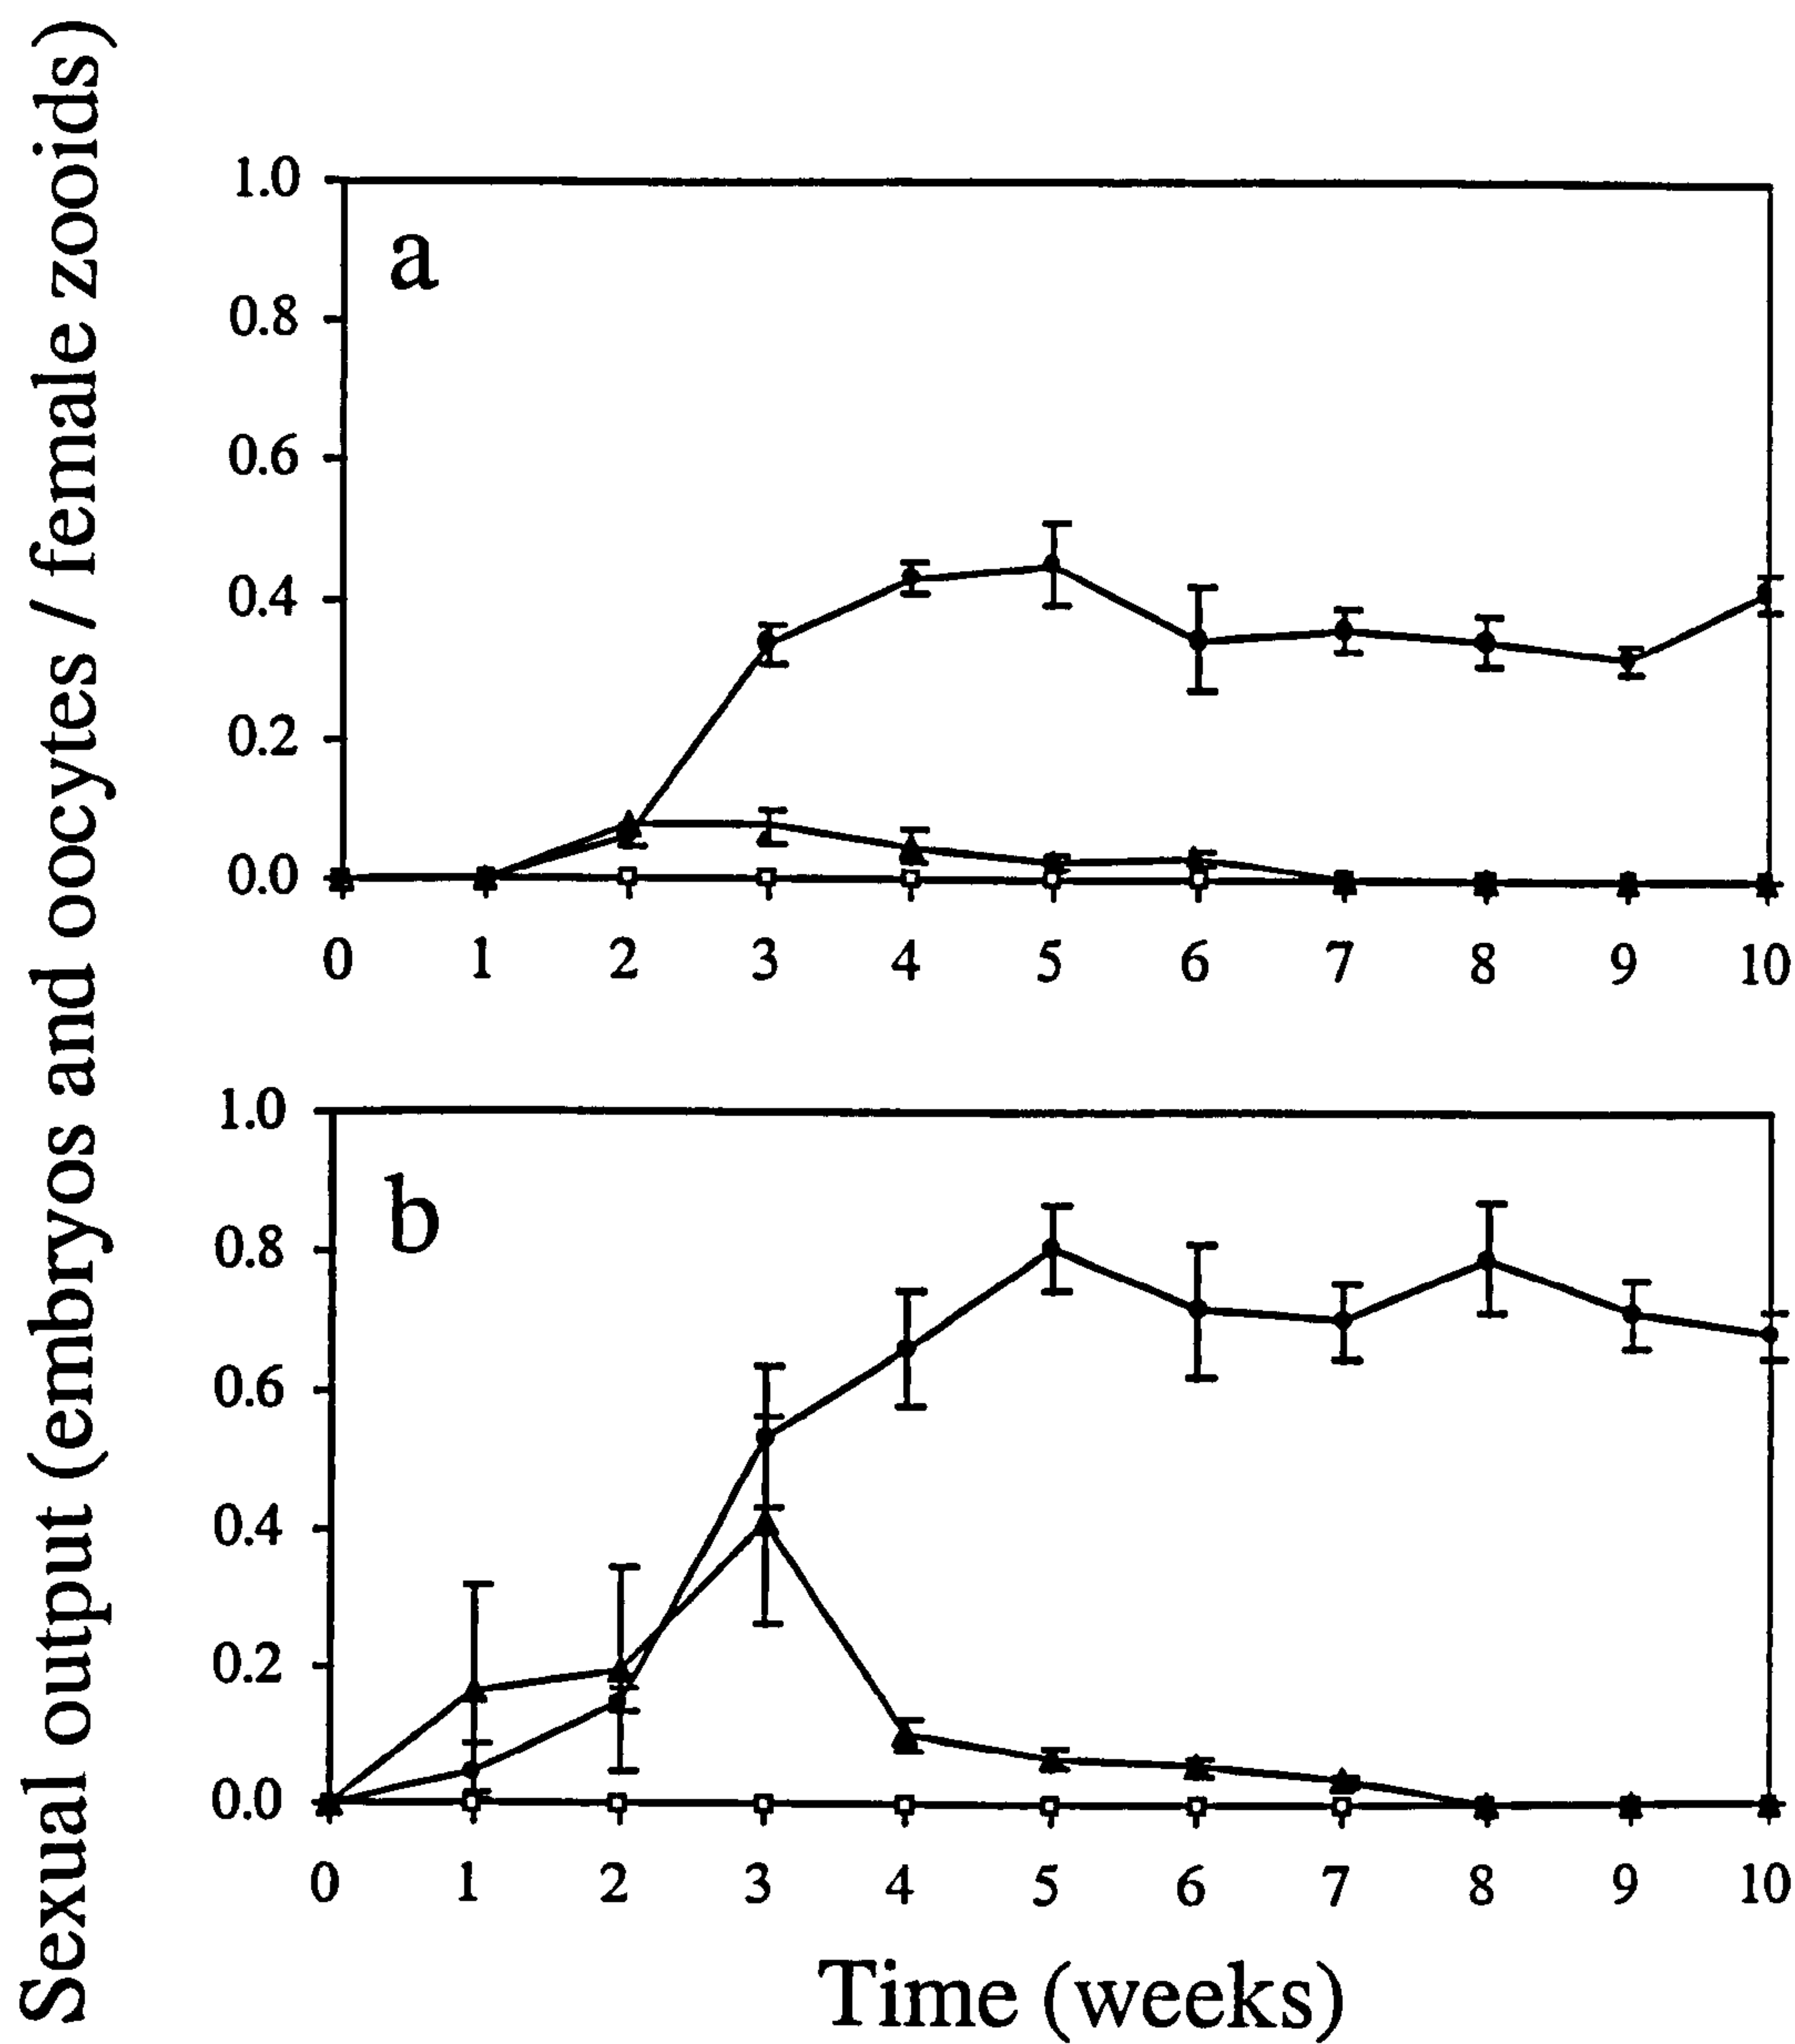 Sexual output (embryos and oocytes / female zooids)
a
1.0
0.8
0.6
0.4
0.2
0.0
0 1 2 3 4 5 6 7 8 9 10
b
1.0
0.8
0.6
0.4
0.2
0.0
0 1 2 3 4 5 6 7 8 9 10
Time (weeks)